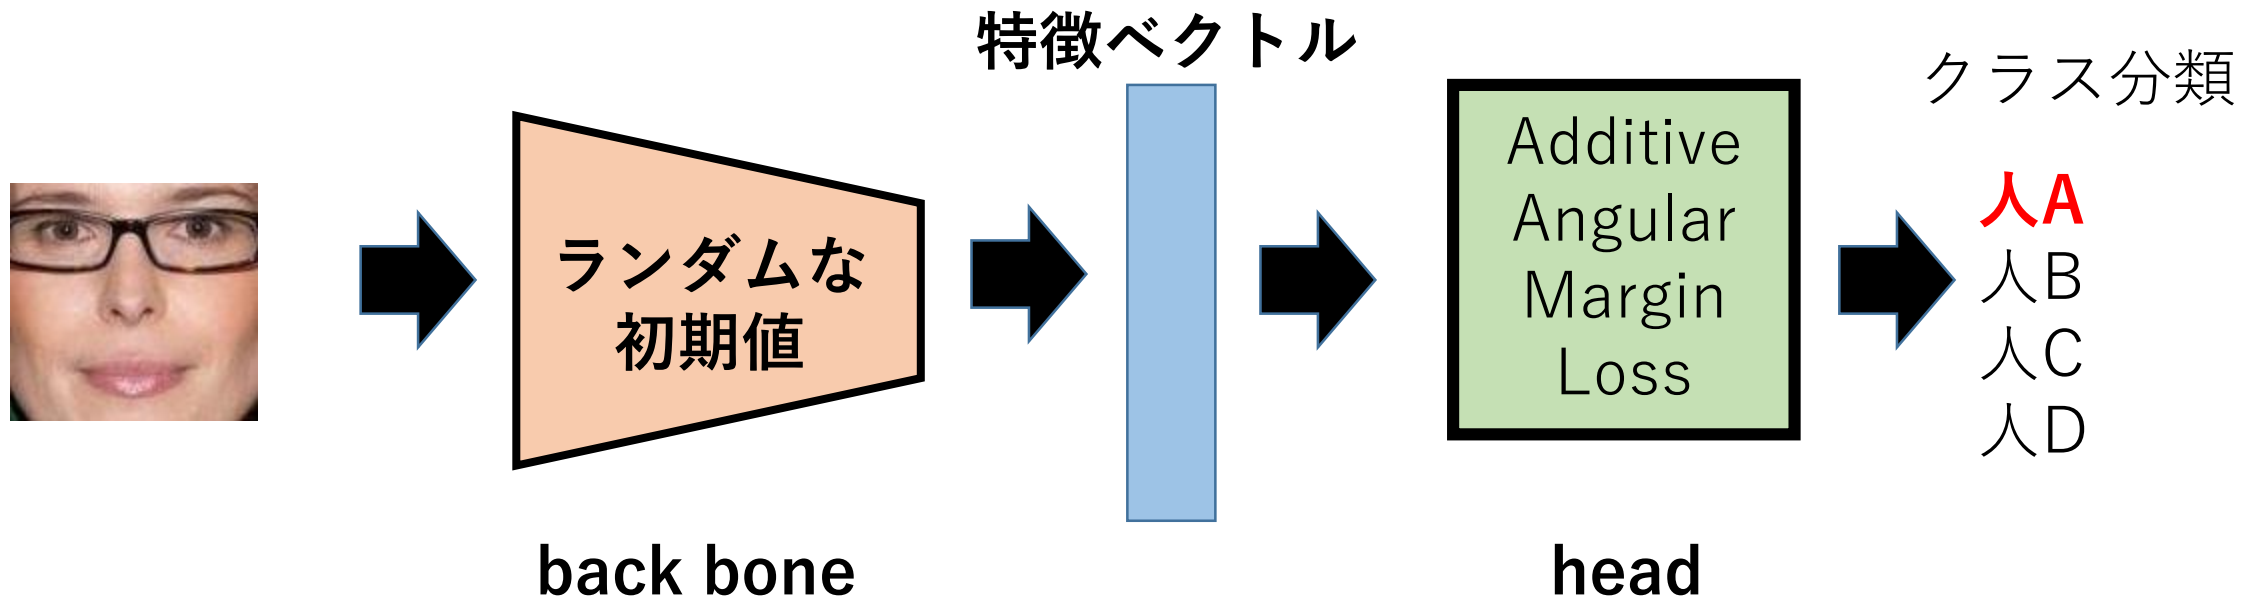 特徴ベクトル
クラス分類
ランダムな
初期値
Additive
Angular
Margin
Loss
人A
人B
人C
人D
back bone
head